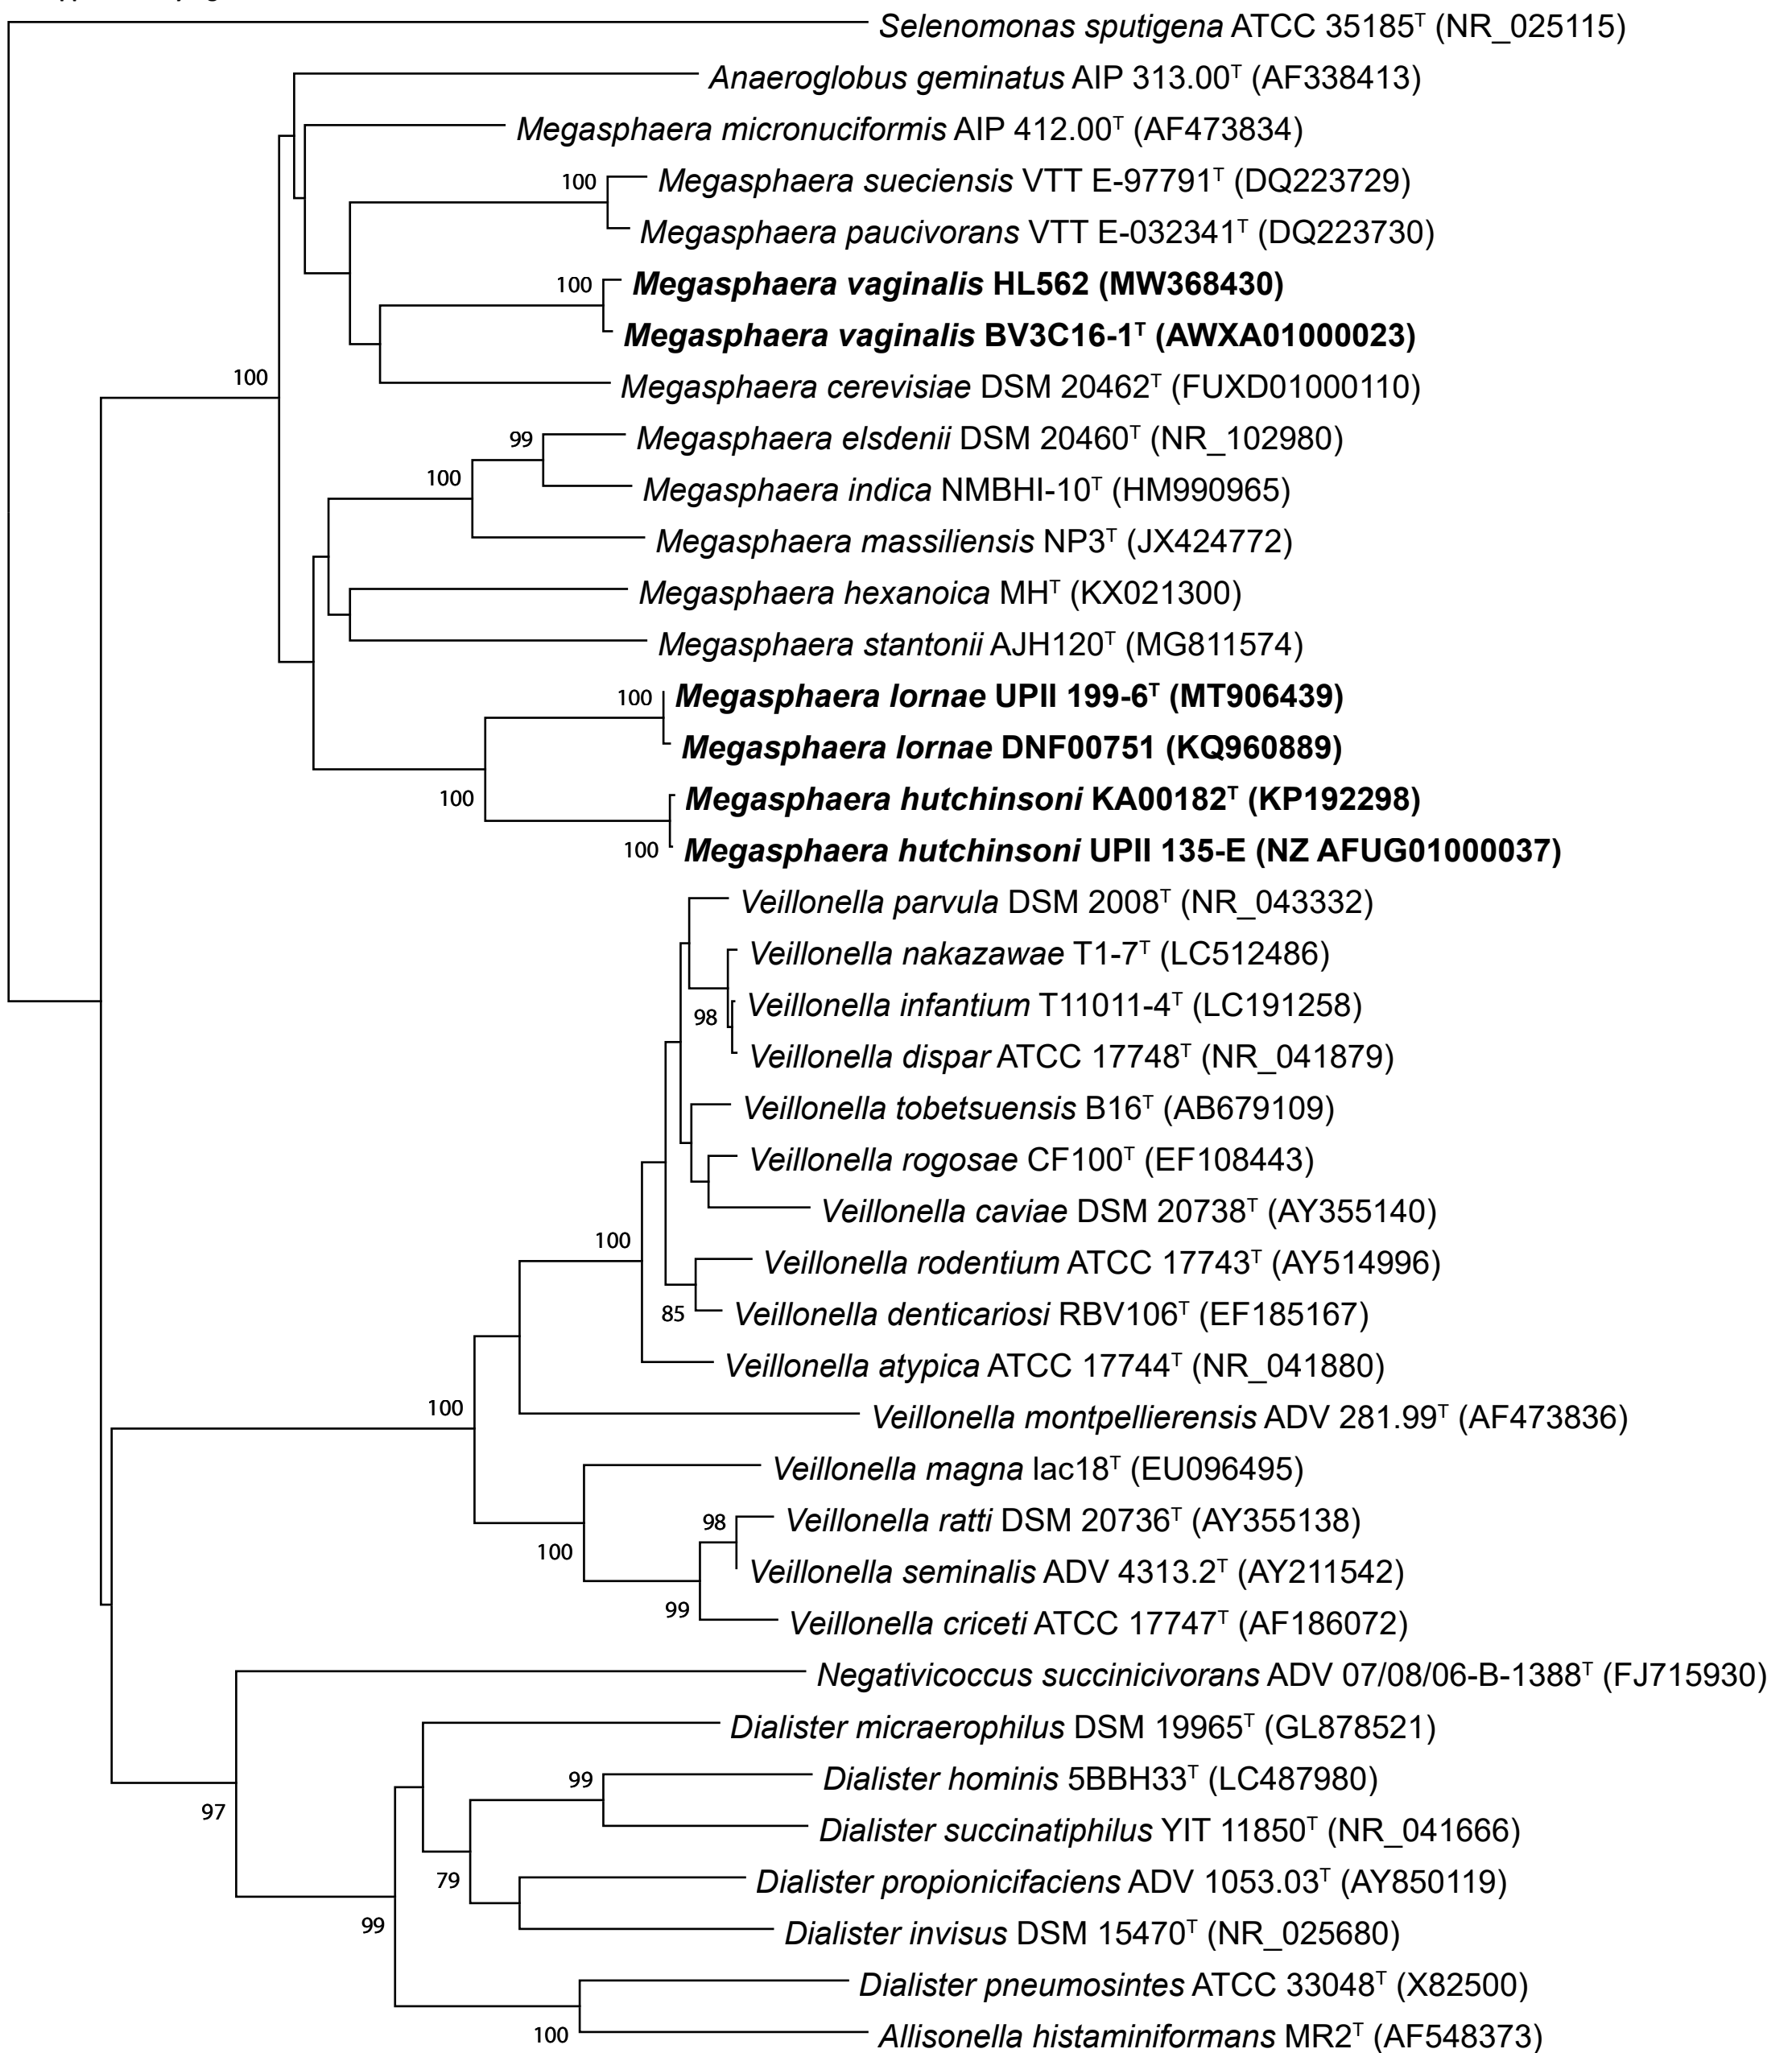 Selenomonas sputigena ATCC 35185ᵀ (NR_025115)
Anaeroglobus geminatus AIP 313.00ᵀ (AF338413)
Megasphaera micronuciformis AIP 412.00ᵀ (AF473834)
100 Megasphaera sueciensis VTT E-97791ᵀ (DQ223729)
Megasphaera paucivorans VTT E-032341ᵀ (DQ223730)
100 Megasphaera vaginalis HL562 (MW368430)
Megasphaera vaginalis BV3C16-1ᵀ (AWXA01000023)
100 Megasphaera cerevisiae DSM 20462ᵀ (FUXD01000110)
99 Megasphaera elsdenii DSM 20460ᵀ (NR_102980)
100 Megasphaera indica NMBHI-10ᵀ (HM990965)
Megasphaera massiliensis NP3ᵀ (JX424772)
Megasphaera hexanoica MHᵀ (KX021300)
Megasphaera stantonii AJH120ᵀ (MG811574)
100 Megasphaera lornae UPII 199-6ᵀ (MT906439)
Megasphaera lornae DNF00751 (KQ960889)
100 Megasphaera hutchinsoni KA00182ᵀ (KP192298)
100 Megasphaera hutchinsoni UPII 135-E (NZ AFUG01000037)
Veillonella parvula DSM 2008ᵀ (NR_043332)
Veillonella nakazawae T1-7ᵀ (LC512486)
98 Veillonella infantium T11011-4ᵀ (LC191258)
Veillonella dispar ATCC 17748ᵀ (NR_041879)
Veillonella tobetsuensis B16ᵀ (AB679109)
Veillonella rogosae CF100ᵀ (EF108443)
Veillonella caviae DSM 20738ᵀ (AY355140)
100
Veillonella rodentium ATCC 17743ᵀ (AY514996)
85 Veillonella denticariosi RBV106ᵀ (EF185167)
Veillonella atypica ATCC 17744ᵀ (NR_041880)
100 Veillonella montpellierensis ADV 281.99ᵀ (AF473836)
Veillonella magna lac18ᵀ (EU096495)
98 Veillonella ratti DSM 20736ᵀ (AY355138)
100 Veillonella seminalis ADV 4313.2ᵀ (AY211542)
99 Veillonella criceti ATCC 17747ᵀ (AF186072)
Negativicoccus succinicivorans ADV 07/08/06-B-1388ᵀ (FJ715930)
Dialister micraerophilus DSM 19965ᵀ (GL878521)
99 Dialister hominis 5BBH33ᵀ (LC487980)
97 Dialister succinatiphilus YIT 11850ᵀ (NR_041666)
79 Dialister propionicifaciens ADV 1053.03ᵀ (AY850119)
99 Dialister invisus DSM 15470ᵀ (NR_025680)
Dialister pneumosintes ATCC 33048ᵀ (X82500)
100 Allisonella histaminiformans MR2ᵀ (AF548373)